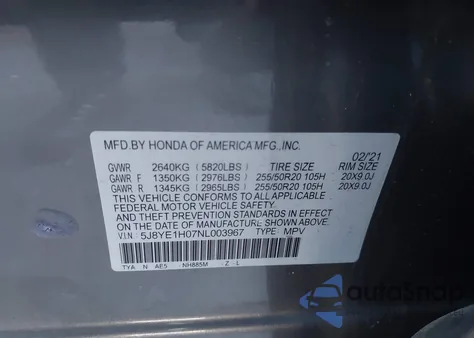 MFD.BY HONDA OF AMERICA MFG.,INC. 02/21
GVWR 2640KG (5820LBS) TIRE SIZE RIM SIZE
GAWR F 1350KG (2976LBS) 255/50R20 105H 20X9.0J
GAWR R 1345KG (2965LBS) 255/50R20 105H 20X9.0J
THIS VEHICLE CONFORMS TO ALL APPLICABLE
FEDERAL MOTOR VEHICLE SAFETY, BUMPER,
AND THEFT PREVENTION STANDARDS IN EFFECT
ON THE DATE OF MANUFACTURE SHOWN ABOVE.
VIN: 5J8YE1H07NL003967 TYPE: MPV
TYA N AE5 NH885M Z -L
autoSnap